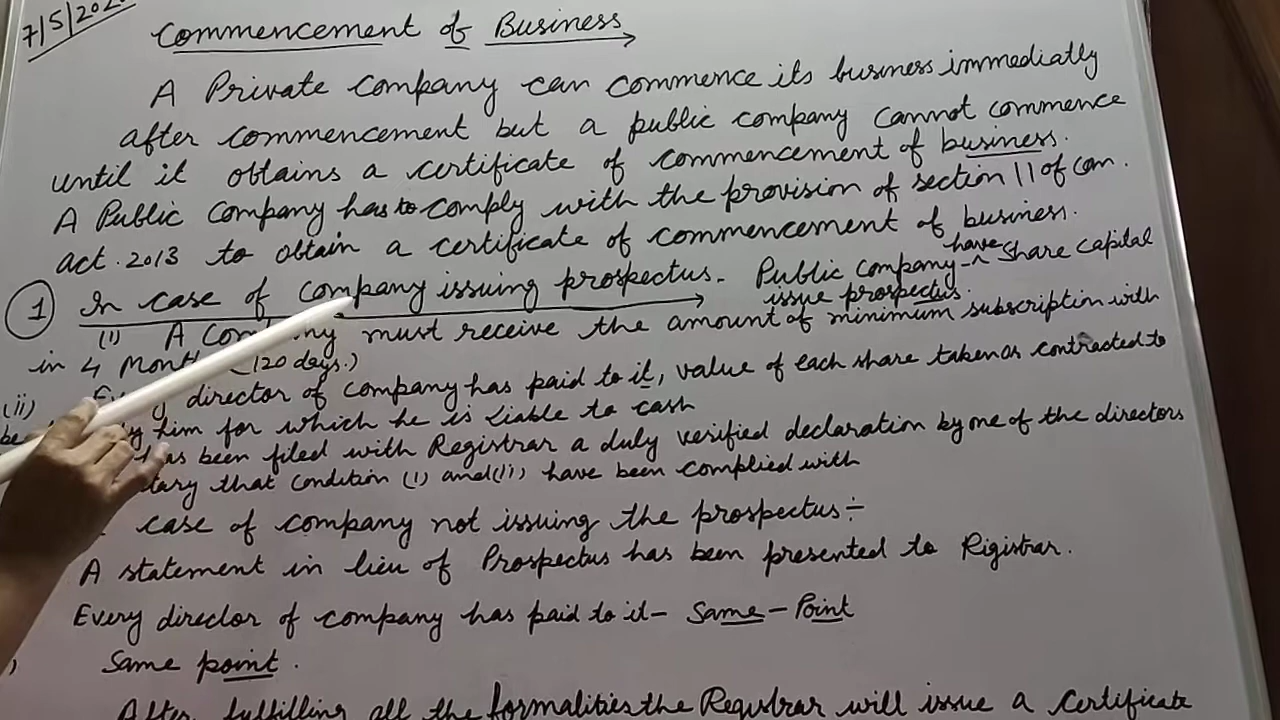 7/5/202
Commencement of Business
A Private Company can commence its business immediatly
after commencement but a public company cannot commence
until it obtains a certificate of commencement of business.
A Public Company has to comply with the provision of section 11 of com.
act. 2013 to obtain a certificate of commencement of business.
① In case of company issuing prospectus. Public Company have Share Capital
issue prospectus.
(i) A Company must receive the amount of minimum subscription with
in 4 Month (120 days.)
(ii) director of company has paid to it, value of each share taken or contracted to
be by him for which he is liable to cash
has been filed with Registrar a duly verified declaration by one of the directors
tary that condition (i) and (ii) have been complied with
case of company not issuing the prospectus :-
A statement in lieu of Prospectus has been presented to Rigistrar.
Every director of company has paid to it - Same - Point
) Same point.
After fulfilling all the formalities the Registrar will issue a Certificate